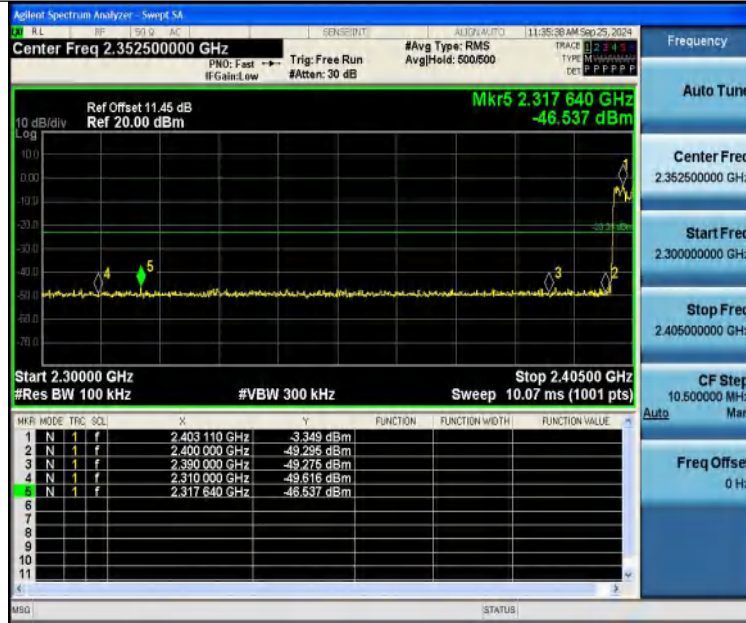 Agilent Spectrum Analyzer - Swept SA
RL RF 50 Ω AC SENSE:INT ALIGN AUTO 11:35:38 AM Sep 25, 2024
Center Freq 2.352500000 GHz
PNO: Fast
IFGain:Low
Trig: Free Run
#Atten: 30 dB
#Avg Type: RMS
Avg|Hold: 500/500
TRACE 1 2 3 4 5
TYPE M
DET P P P P P P
Frequency
Auto Tune
Center Freq
2.352500000 GHz
Start Freq
2.300000000 GHz
Stop Freq
2.405000000 GHz
CF Step
10.500000 MHz
Auto Man
Freq Offset
0 Hz
Mkr5 2.317 640 GHz
-46.537 dBm
Ref Offset 11.45 dB
10 dB/div Ref 20.00 dBm
Log
10.0
0.00
-10.0
-20.0
-30.0
-40.0
-50.0
-60.0
-70.0
1
4
5
3
2
Start 2.30000 GHz Stop 2.40500 GHz
#Res BW 100 kHz #VBW 300 kHz Sweep 10.07 ms (1001 pts)
MKR MODE TRC SCL X Y FUNCTION FUNCTION WIDTH FUNCTION VALUE
1 N 1 f 2.403 110 GHz -3.349 dBm
2 N 1 f 2.400 000 GHz -49.295 dBm
3 N 1 f 2.390 000 GHz -49.275 dBm
4 N 1 f 2.310 000 GHz -49.616 dBm
5 N 1 f 2.317 640 GHz -46.537 dBm
6
7
8
9
10
11
MSG STATUS